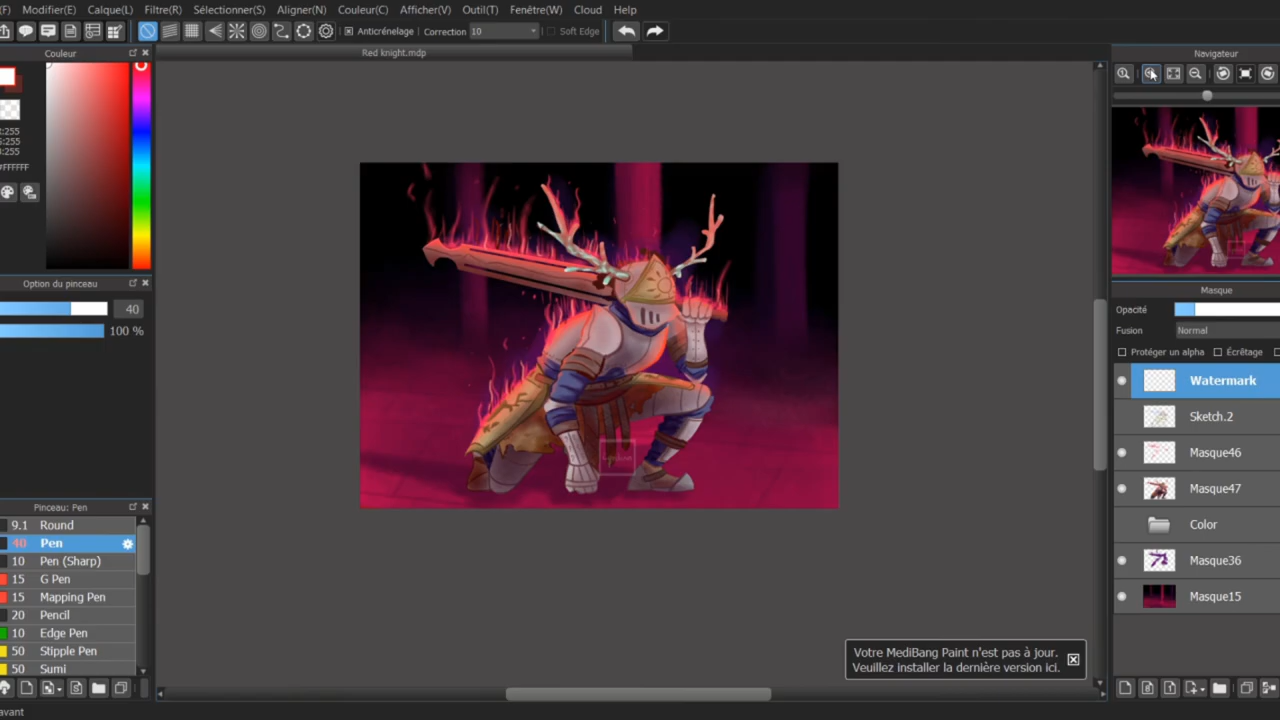 (F) Modifier(E) Calque(L) Filtre(R) Sélectionner(S) Aligner(N) Couleur(C) Afficher(V) Outil(T) Fenêtre(W) Cloud Help
Anticrénelage Correction 10 Soft Edge
Couleur
Red knight.mdp
Navigateur
:255
:255
:255
#FFFFFF
Option du pinceau
40
100 %
Masque
Opacité
Fusion Normal
Protéger un alpha Écrêtage
Watermark
Sketch.2
Masque46
Masque47
Color
Masque36
Masque15
Pinceau: Pen
9.1 Round
40 Pen
10 Pen (Sharp)
15 G Pen
15 Mapping Pen
20 Pencil
10 Edge Pen
50 Stipple Pen
50 Sumi
Votre MediBang Paint n'est pas à jour.
Veuillez installer la dernière version ici.
avant